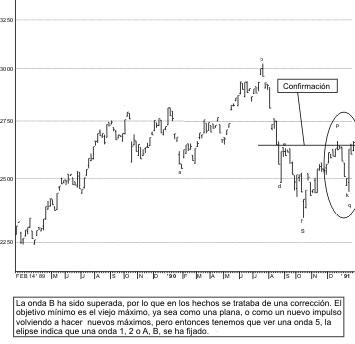 3250
3000
b
Confirmación
2750
p
e
a
2500
d
k
q
f
S
2250
FEB 14' 89 M J J A S O N D '90 F M A M J J A S O N D '91
La onda B ha sido superada, por lo que en los hechos se trataba de una corrección. El
objetivo mínimo es el viejo máximo, ya sea como una plana, o como un nuevo impulso
volviendo a hacer nuevos máximos, pero entonces tenemos que ver una onda 5, la
elipse indica que una onda 1, 2 o A, B, se ha fijado.